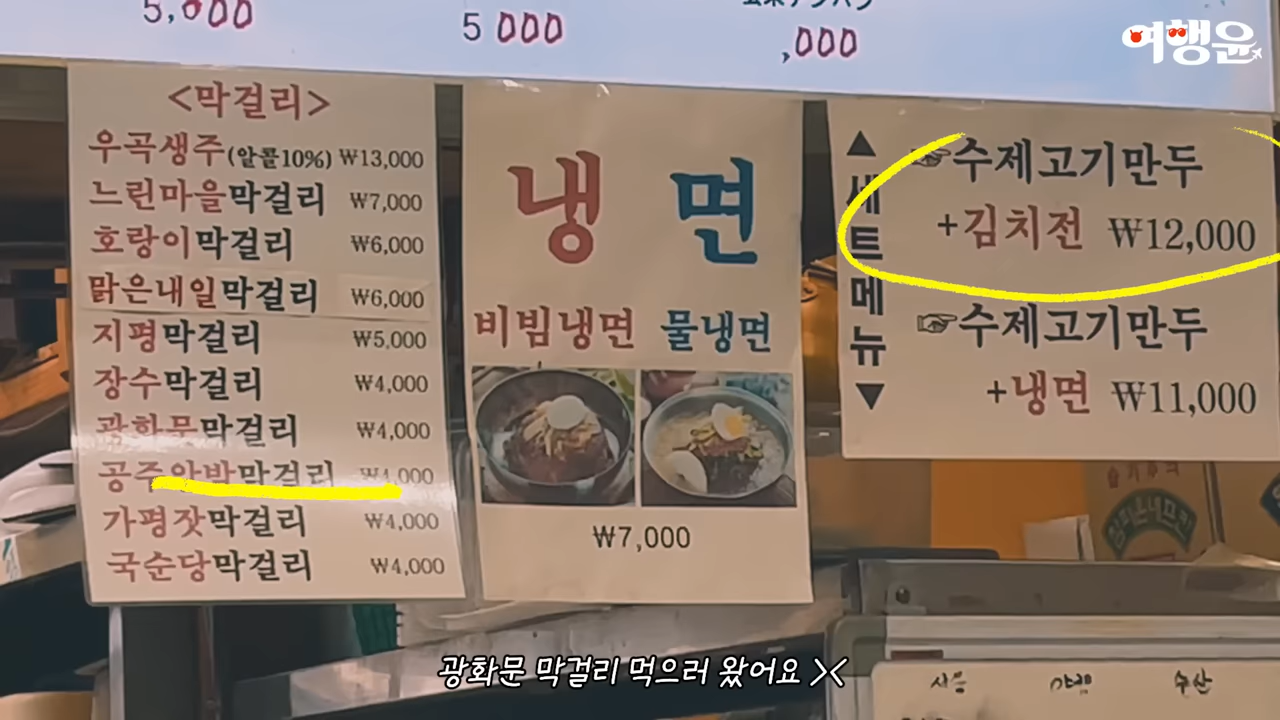 5,000
5 000
,000
여행윤
<막걸리>
우곡생주(알콜10%) ₩13,000
느린마을막걸리 ₩7,000
호랑이막걸리 ₩6,000
맑은내일막걸리 ₩6,000
지평막걸리 ₩5,000
장수막걸리 ₩4,000
광화문막걸리 ₩4,000
공주알밤막걸리 ₩4,000
가평잣막걸리 ₩4,000
국순당막걸리 ₩4,000
냉면
비빔냉면 물냉면
₩7,000
▲세트메뉴▼
☞수제고기만두
+김치전 ₩12,000
☞수제고기만두
+냉면 ₩11,000
광화문 막걸리 먹으러 왔어요 ><